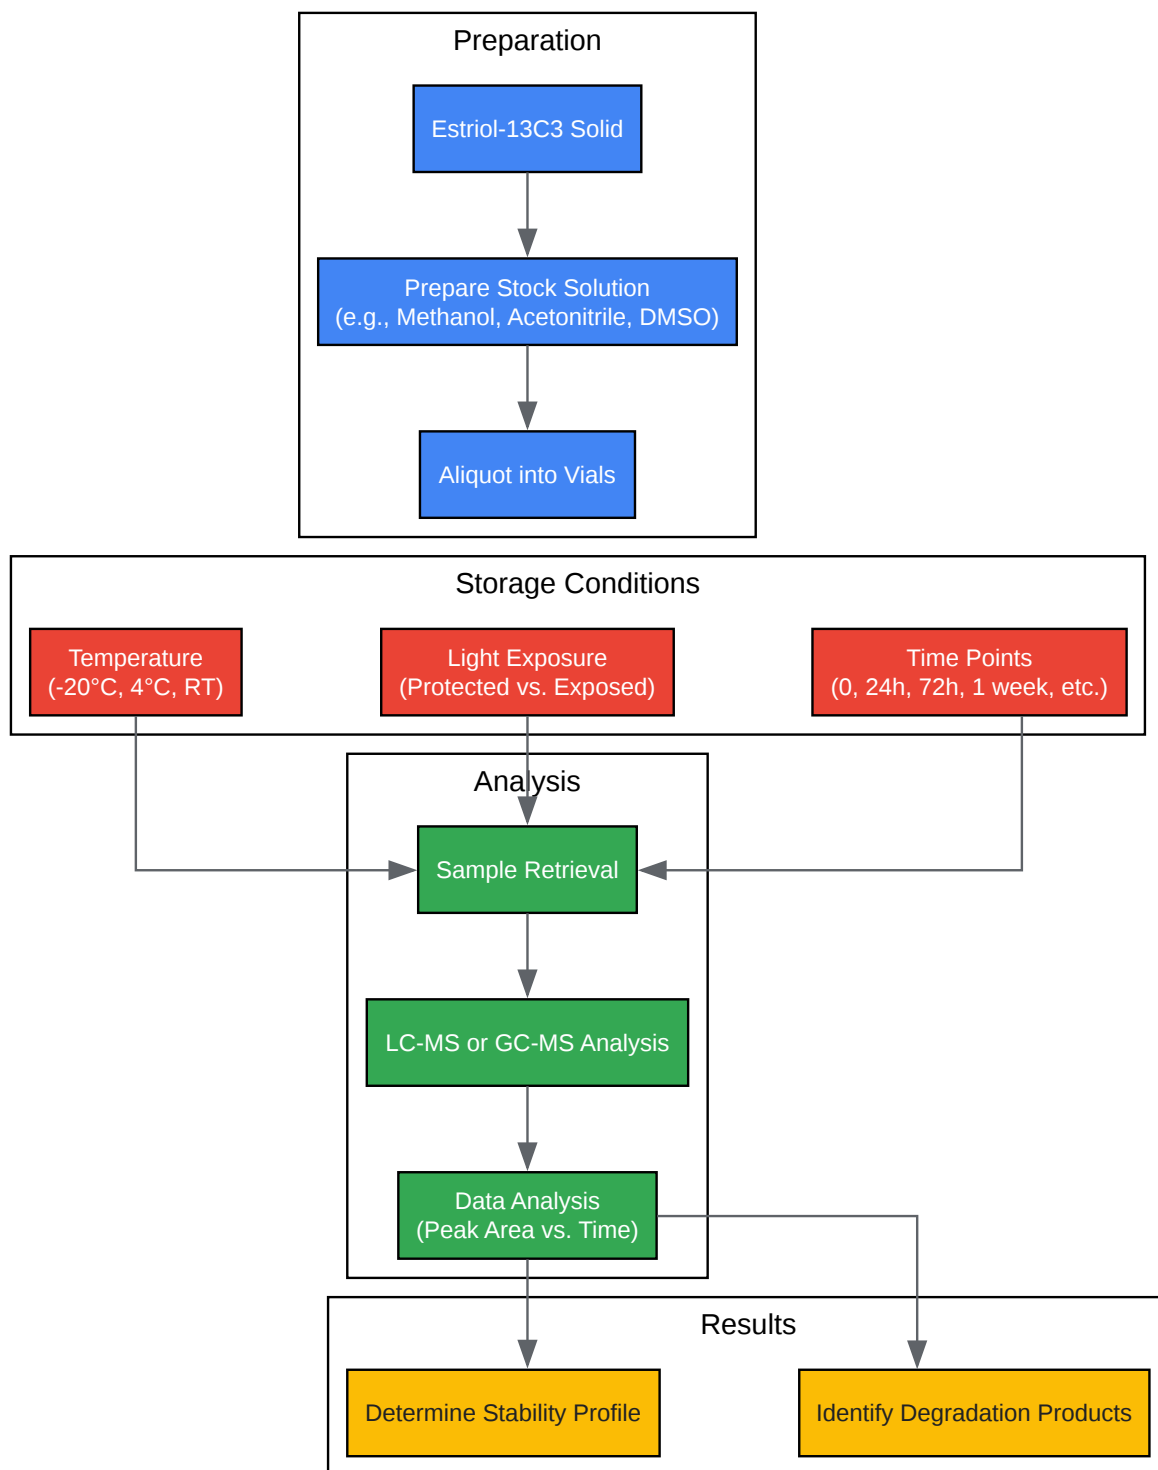 Preparation
Estriol-13C3 Solid
Prepare Stock Solution
(e.g., Methanol, Acetonitrile, DMSO)
Aliquot into Vials
Storage Conditions
Temperature
(-20°C, 4°C, RT)
Light Exposure
(Protected vs. Exposed)
Time Points
(0, 24h, 72h, 1 week, etc.)
Analysis
Sample Retrieval
LC-MS or GC-MS Analysis
Data Analysis
(Peak Area vs. Time)
Results
Determine Stability Profile
Identify Degradation Products